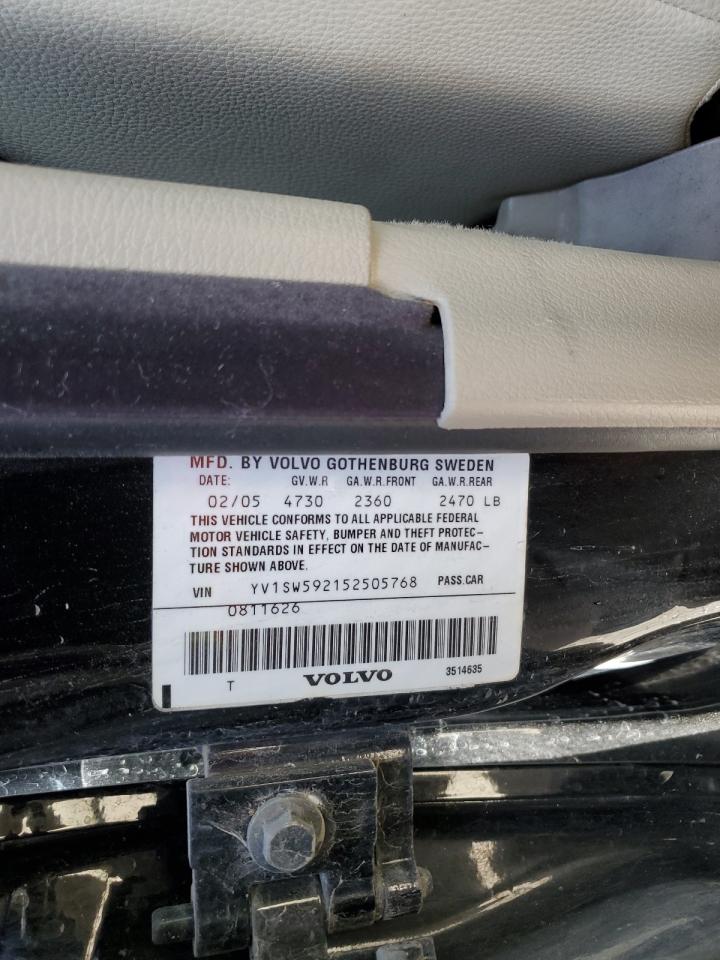 MFD. BY VOLVO GOTHENBURG SWEDEN
DATE: GV.W.R GA.W.R.FRONT GA.W.R.REAR
02/05 4730 2360 2470 LB
THIS VEHICLE CONFORMS TO ALL APPLICABLE FEDERAL
MOTOR VEHICLE SAFETY, BUMPER AND THEFT PROTEC-
TION STANDARDS IN EFFECT ON THE DATE OF MANUFAC-
TURE SHOWN ABOVE.
VIN YV1SW592152505768 PASS.CAR
0811626
T VOLVO 3514635